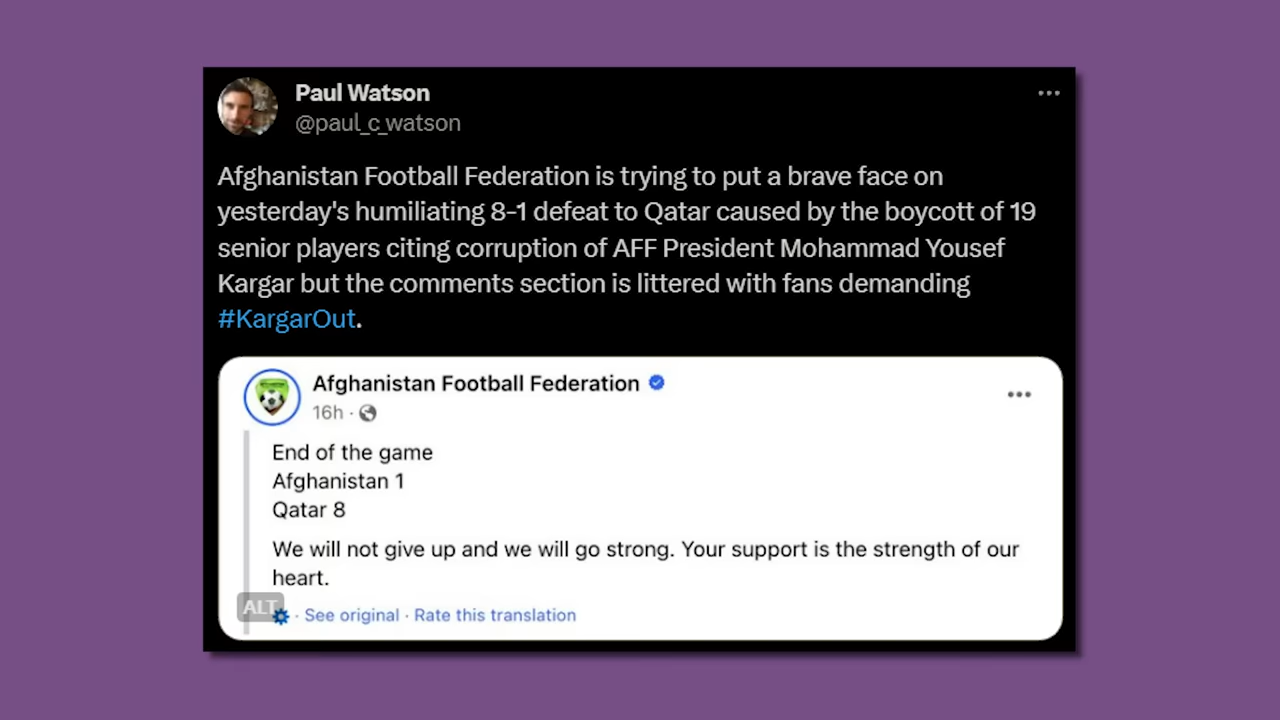 Paul Watson
@paul_c_watson
Afghanistan Football Federation is trying to put a brave face on
yesterday's humiliating 8-1 defeat to Qatar caused by the boycott of 19
senior players citing corruption of AFF President Mohammad Yousef
Kargar but the comments section is littered with fans demanding
#KargarOut.
Afghanistan Football Federation
16h ·
End of the game
Afghanistan 1
Qatar 8
We will not give up and we will go strong. Your support is the strength of our
heart.
ALT
· See original · Rate this translation